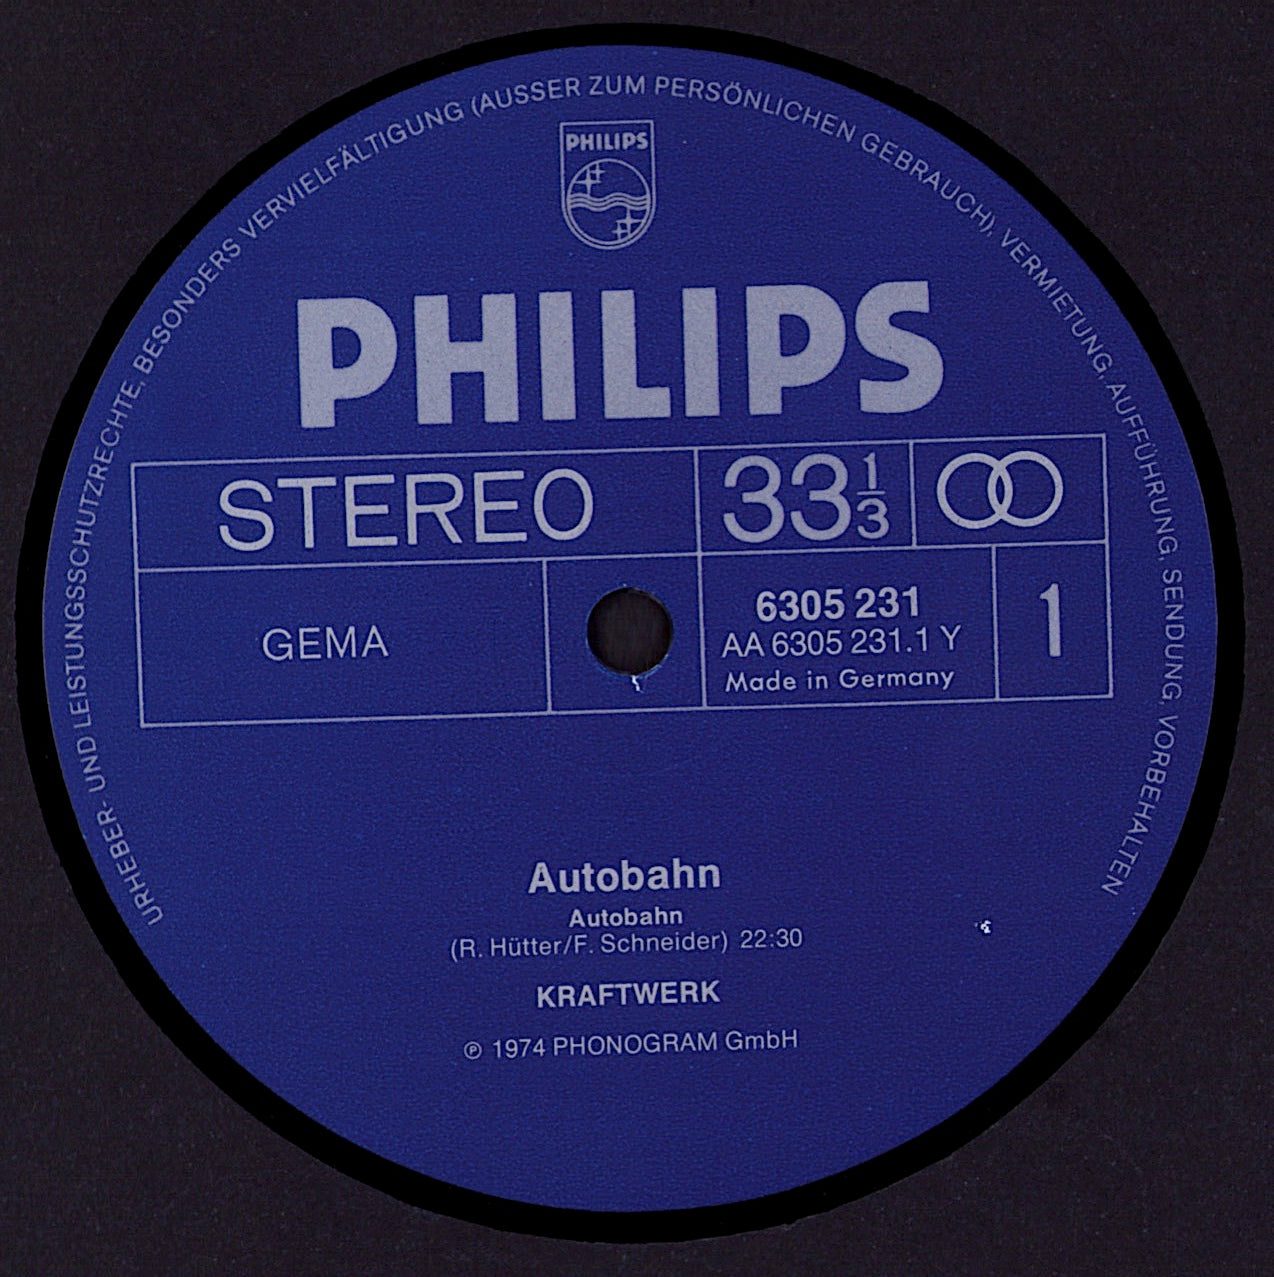 URHEBER- UND LEISTUNGSSCHUTZRECHTE, BESONDERS VERVIELFÄLTIGUNG (AUSSER ZUM PERSÖNLICHEN GEBRAUCH), VERMIETUNG, AUFFÜHRUNG, SENDUNG, VORBEHALTEN
PHILIPS
PHILIPS
STEREO
33 1/3
GEMA
6305 231
AA 6305 231.1 Y
Made in Germany
1
Autobahn
Autobahn
(R. Hütter/F. Schneider) 22:30
KRAFTWERK
℗ 1974 PHONOGRAM GmbH